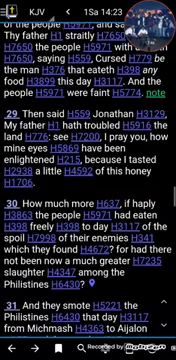 KJV
1Sa 14:23
of the people H5971, and said,
Thy father H1 straitly H7650
H7650 the people H5971 with an oath
H7650, saying H559, Cursed H779 be
the man H376 that eateth H398 any
food H3899 this day H3117. And the
people H5971 were faint H5774. note
29 Then said H559 Jonathan H3129,
My father H1 hath troubled H5916 the
land H776: see H7200, I pray you, how
mine eyes H5869 have been
enlightened H215, because I tasted
H2938 a little H4592 of this honey
H1706.
30 How much more H637, if haply
H3863 the people H5971 had eaten
H398 freely H398 to day H3117 of the
spoil H7998 of their enemies H341
which they found H4672? for had there
not been now a much greater H7235
slaughter H4347 among the
Philistines H6430?
31 And they smote H5221 the
Philistines H6430 that day H3117
from Michmash H4363 to Aijalon
Recorded by